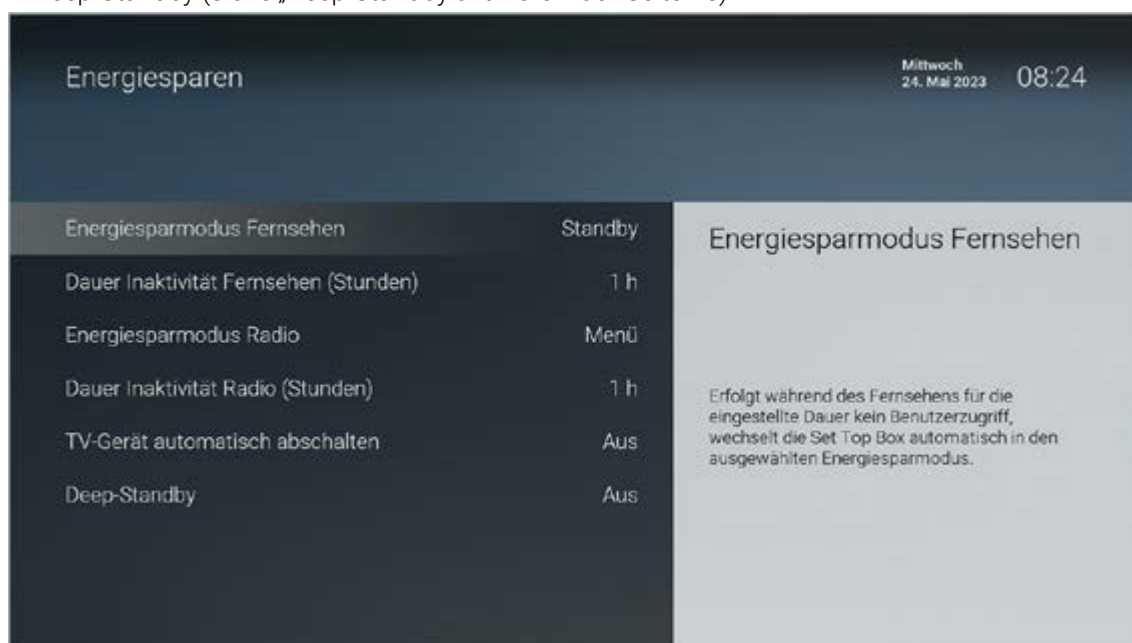 Energiesparen
Mittwoch
24. Mai 2023 08:24
Energiesparmodus Fernsehen Standby
Dauer Inaktivität Fernsehen (Stunden) 1 h
Energiesparmodus Radio Menü
Dauer Inaktivität Radio (Stunden) 1 h
TV-Gerät automatisch abschalten Aus
Deep-Standby Aus
Energiesparmodus Fernsehen
Erfolgt während des Fernsehens für die
eingestellte Dauer kein Benutzerzugriff,
wechselt die Set Top Box automatisch in den
ausgewählten Energiesparmodus.